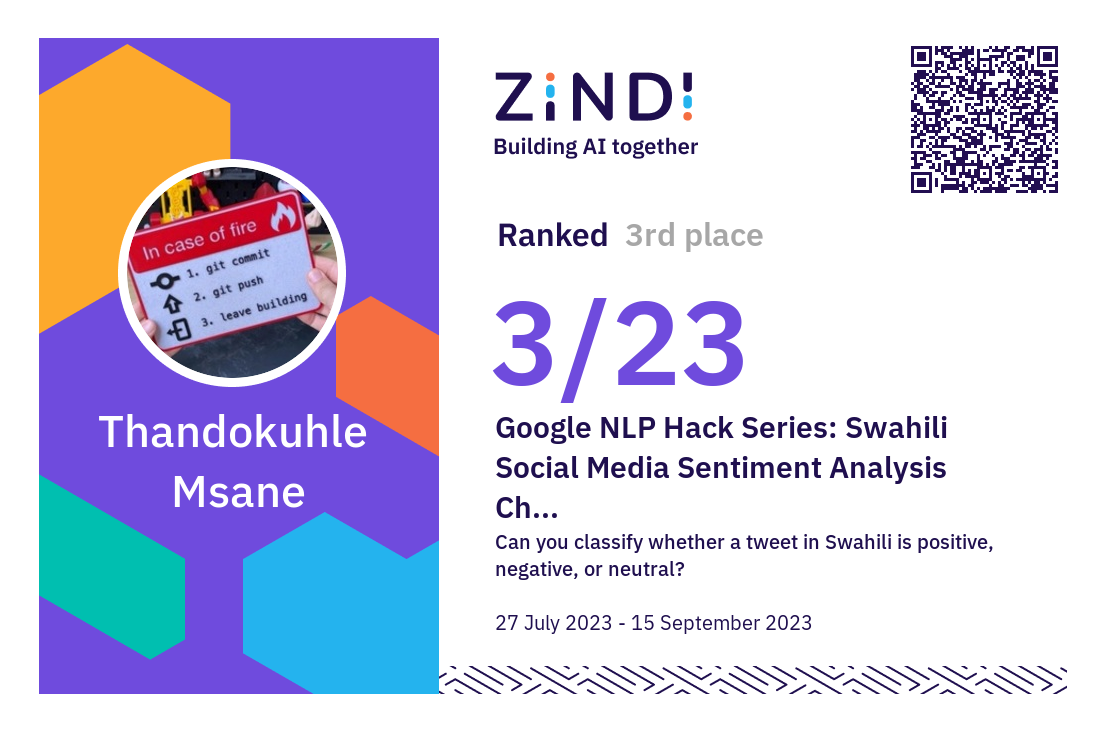 In case of fire
1. git commit
2. git push
3. leave building
Thandokuhle
Msane
ZiNDI
Building AI together
Ranked 3rd place
3/23
Google NLP Hack Series: Swahili
Social Media Sentiment Analysis
Ch...
Can you classify whether a tweet in Swahili is positive,
negative, or neutral?
27 July 2023 - 15 September 2023